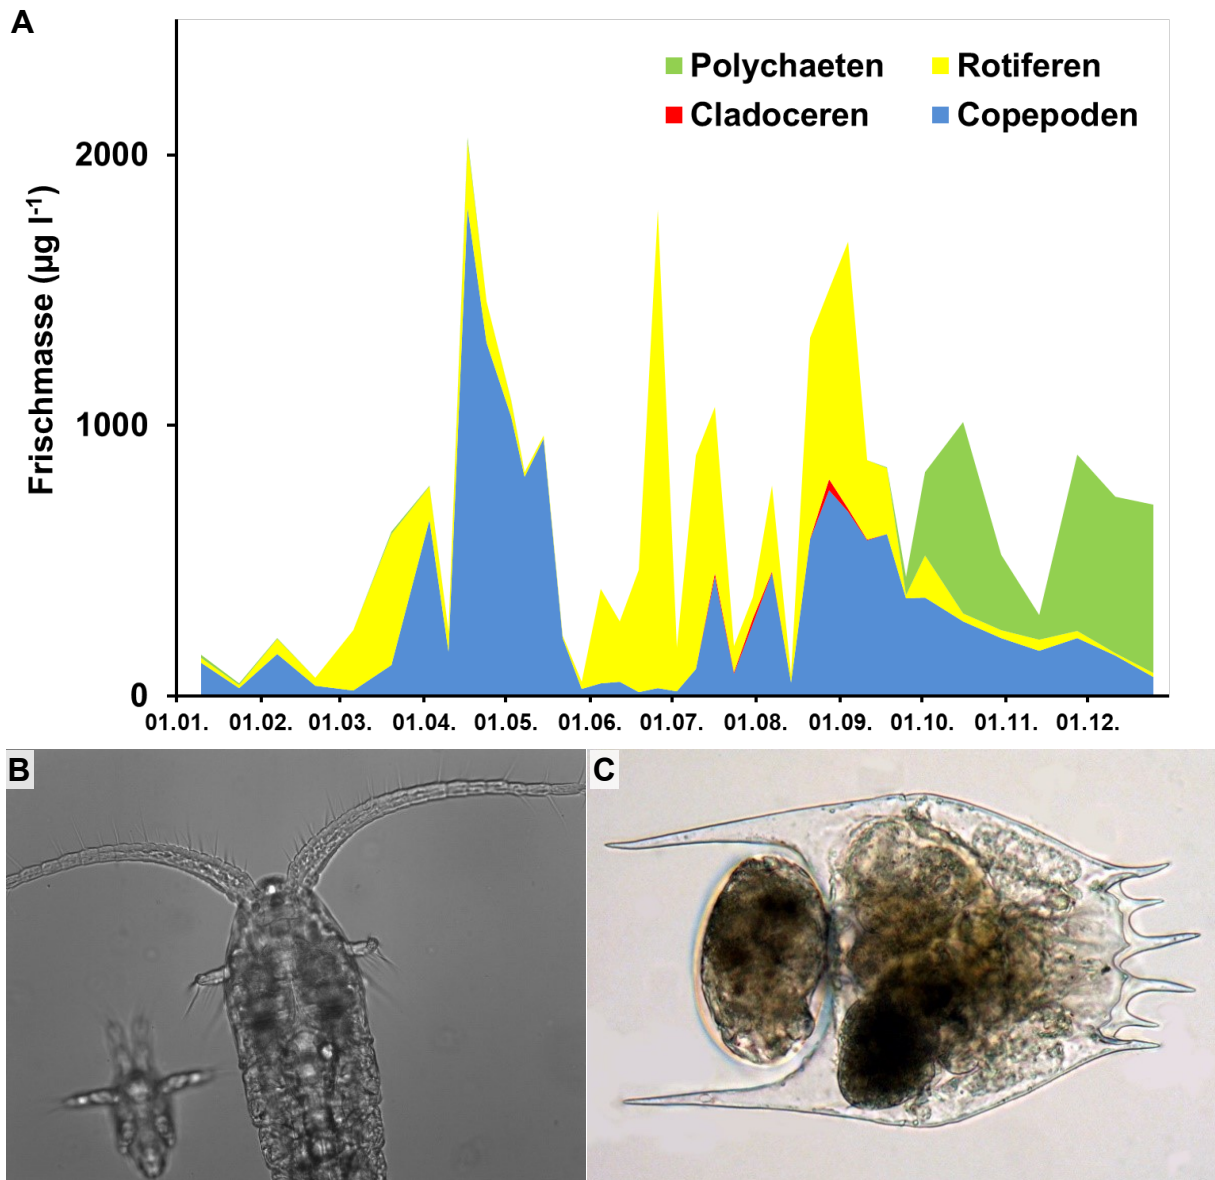 A
Polychaeten Rotiferen
Cladoceren Copepoden
2000
1000
0
Frischmasse (µg l⁻¹)
01.01. 01.02. 01.03. 01.04. 01.05. 01.06. 01.07. 01.08. 01.09. 01.10. 01.11. 01.12.
B
C